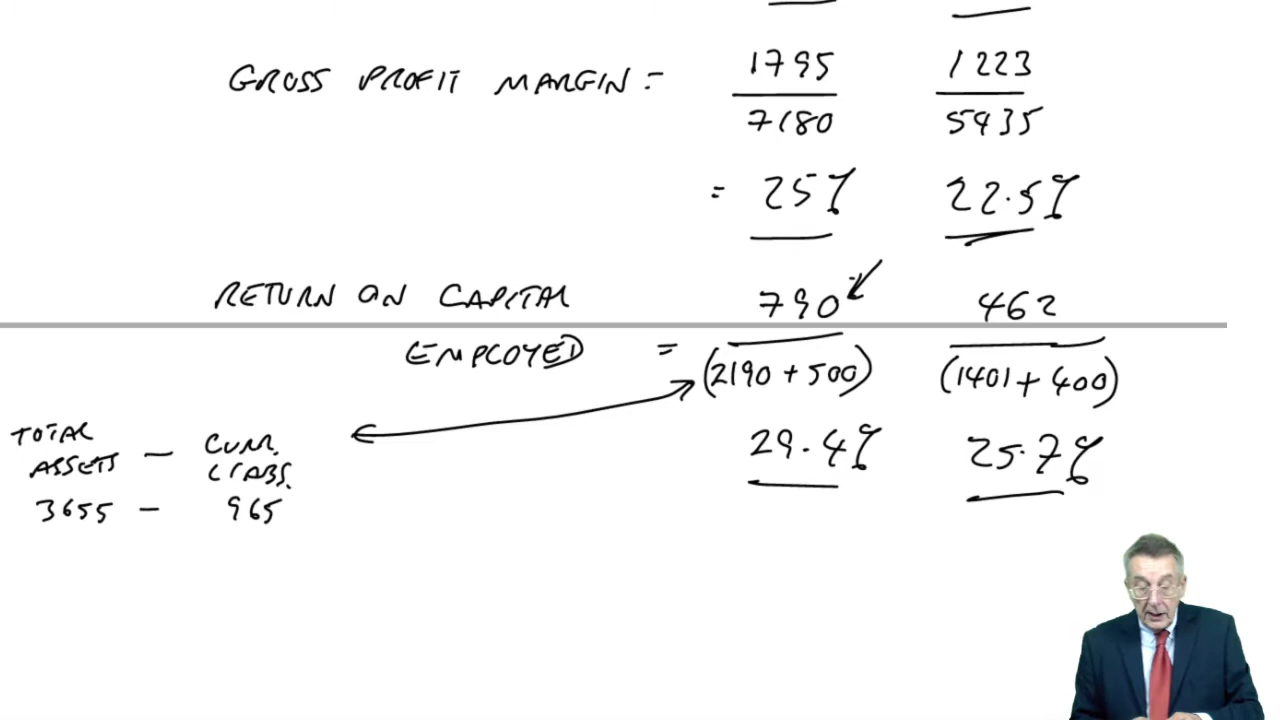 GROSS PROFIT MARGIN = 1795 1223
7180 5435
= 25% 22.5%
RETURN ON CAPITAL 790 462
EMPLOYED = (2190 + 500) (1401 + 400)
29.4% 25.7%
TOTAL ASSETS — CURR. LIABS.
3655 — 965